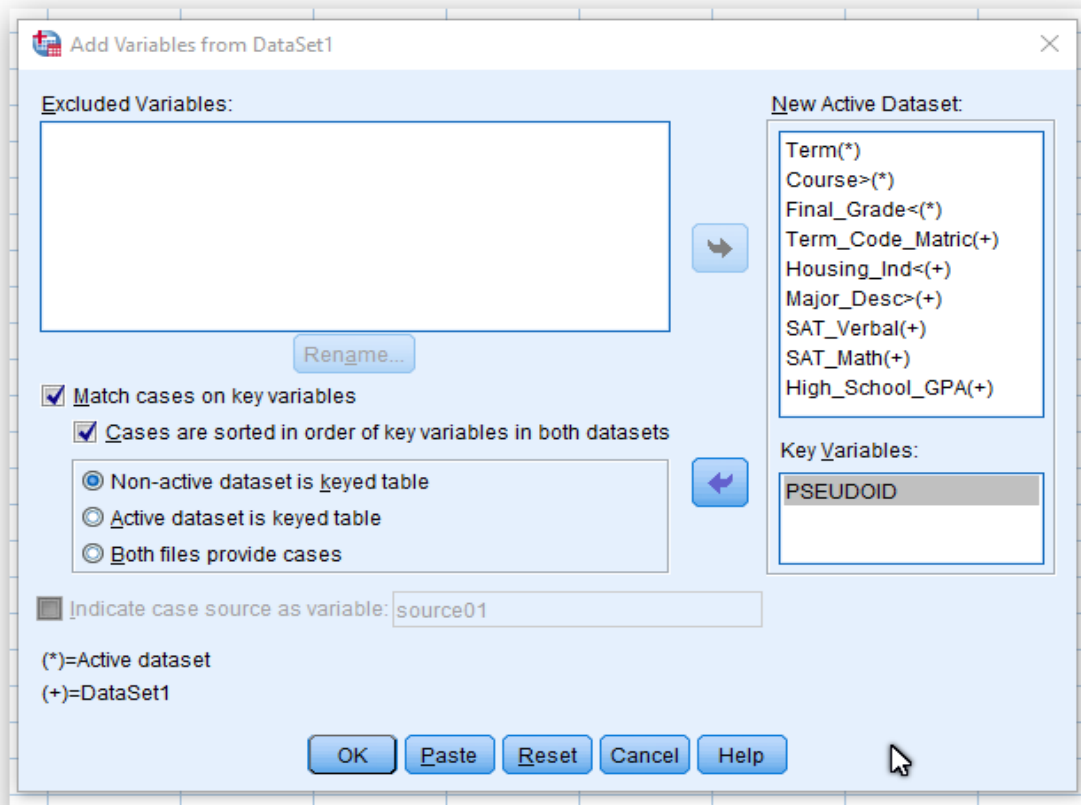 Add Variables from DataSet1
Excluded Variables:
Rename...
Match cases on key variables
Cases are sorted in order of key variables in both datasets
Non-active dataset is keyed table
Active dataset is keyed table
Both files provide cases
New Active Dataset:
Term(*)
Course>(*)
Final_Grade<(*)
Term_Code_Matric(+)
Housing_Ind<(+)
Major_Desc>(+)
SAT_Verbal(+)
SAT_Math(+)
High_School_GPA(+)
Key Variables:
PSEUDOID
Indicate case source as variable: source01
(*)=Active dataset
(+)=DataSet1
OK Paste Reset Cancel Help